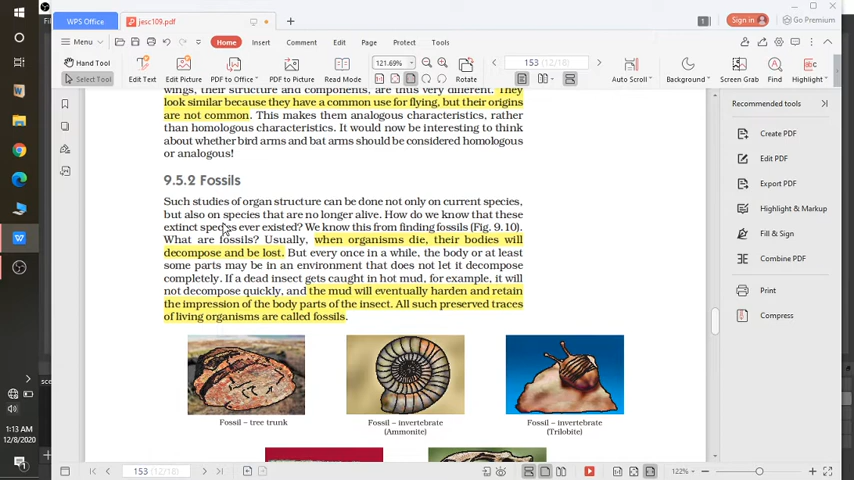 WPS Office
jesc109.pdf
1
Sign in
Go Premium
Menu
Home
Insert
Comment
Edit
Page
Protect
Tools
Hand Tool
Select Tool
Edit Text
Edit Picture
PDF to Office
PDF to Picture
Read Mode
121.69%
153 (12/18)
Rotate
Auto Scroll
Background
Screen Grab
Find
Highlight
wings, their structure and components, are thus very different. They
look similar because they have a common use for flying, but their origins
are not common. This makes them analogous characteristics, rather
than homologous characteristics. It would now be interesting to think
about whether bird arms and bat arms should be considered homologous
or analogous!
9.5.2 Fossils
Such studies of organ structure can be done not only on current species,
but also on species that are no longer alive. How do we know that these
extinct species ever existed? We know this from finding fossils (Fig. 9.10).
What are fossils? Usually, when organisms die, their bodies will
decompose and be lost. But every once in a while, the body or at least
some parts may be in an environment that does not let it decompose
completely. If a dead insect gets caught in hot mud, for example, it will
not decompose quickly, and the mud will eventually harden and retain
the impression of the body parts of the insect. All such preserved traces
of living organisms are called fossils.
Fossil – tree trunk
Fossil – invertebrate
(Ammonite)
Fossil – invertebrate
(Trilobite)
Recommended tools
Create PDF
Edit PDF
Export PDF
Highlight & Markup
Fill & Sign
Combine PDF
Print
Compress
153 (12/18)
122%
1:13 AM
12/8/2020